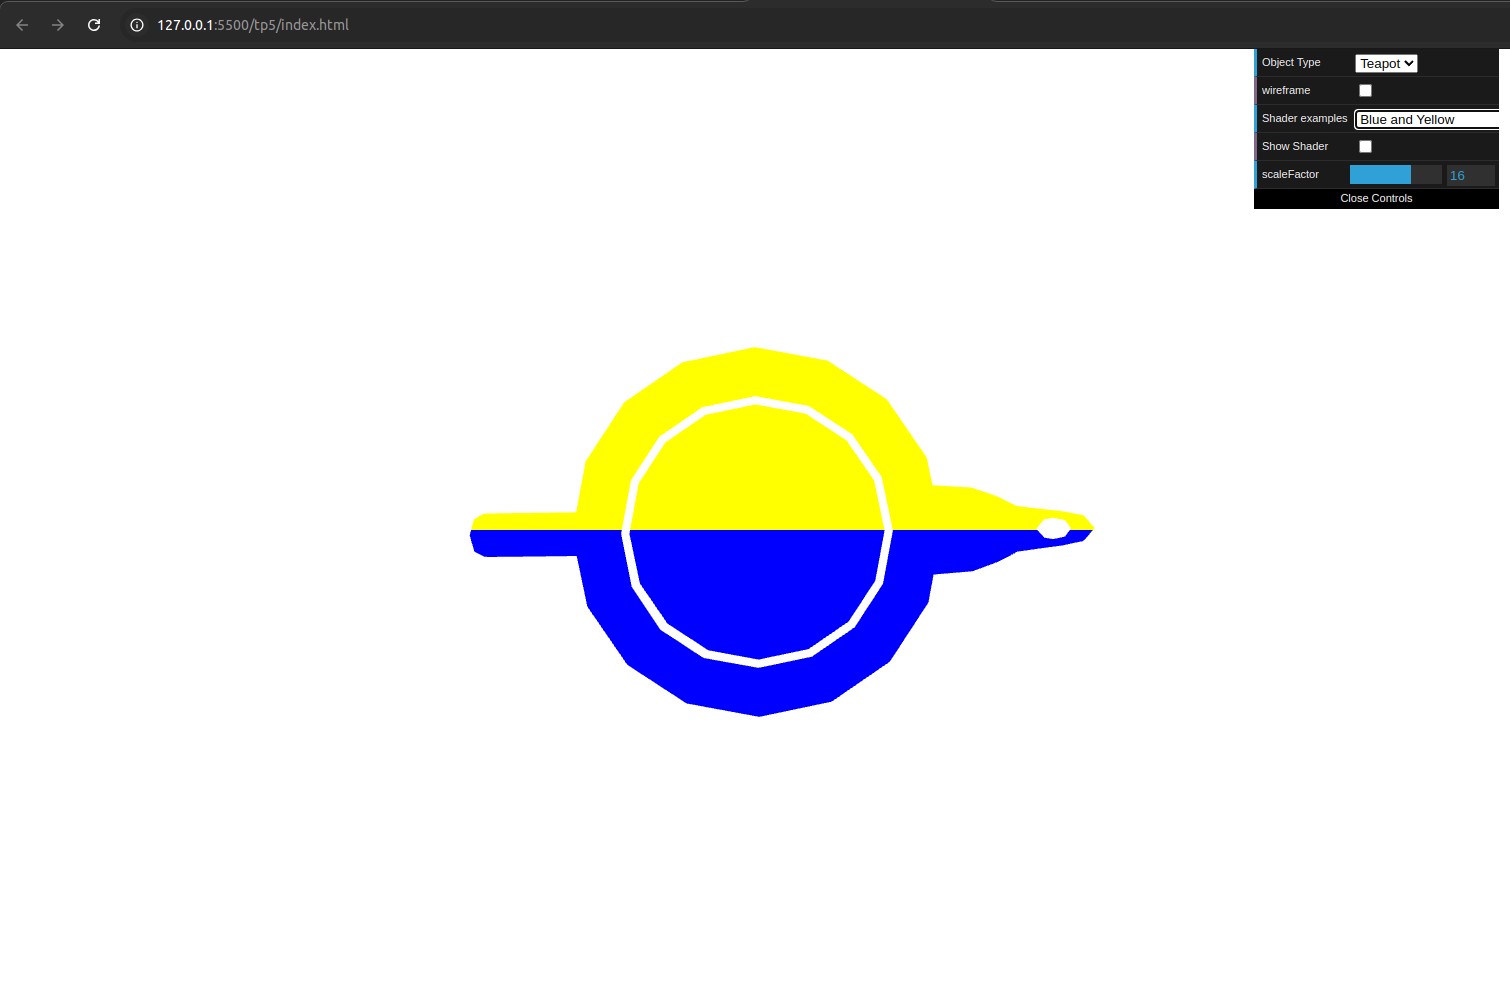 127.0.0.1:5500/tp5/index.html
Object Type Teapot
wireframe
Shader examples Blue and Yellow
Show Shader
scaleFactor 16
Close Controls